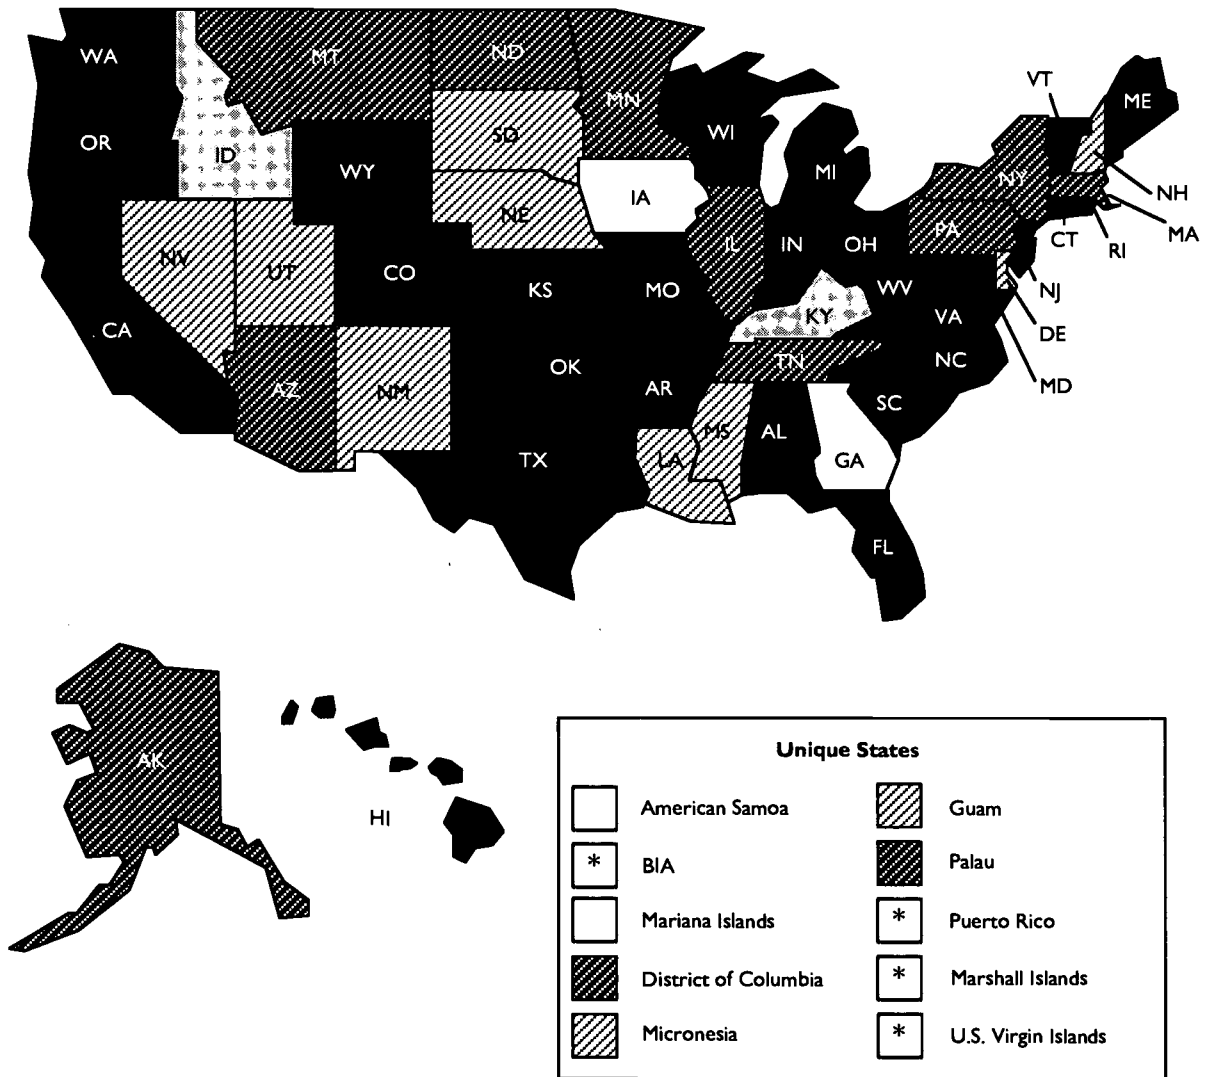 WA
MT
ND
MN
VT
ME
OR
ID
SD
WI
WY
MI
NY
NH
IA
NE
MA
PA
CT
RI
NV
UT
CO
IL
IN
OH
KS
MO
WV
NJ
KY
CA
VA
DE
OK
TN
NC
AZ
NM
AR
MD
SC
MS
AL
TX
LA
GA
FL
AK
HI
Unique States
American Samoa
* BIA
Mariana Islands
District of Columbia
Micronesia
Guam
Palau
* Puerto Rico
* Marshall Islands
* U.S. Virgin Islands